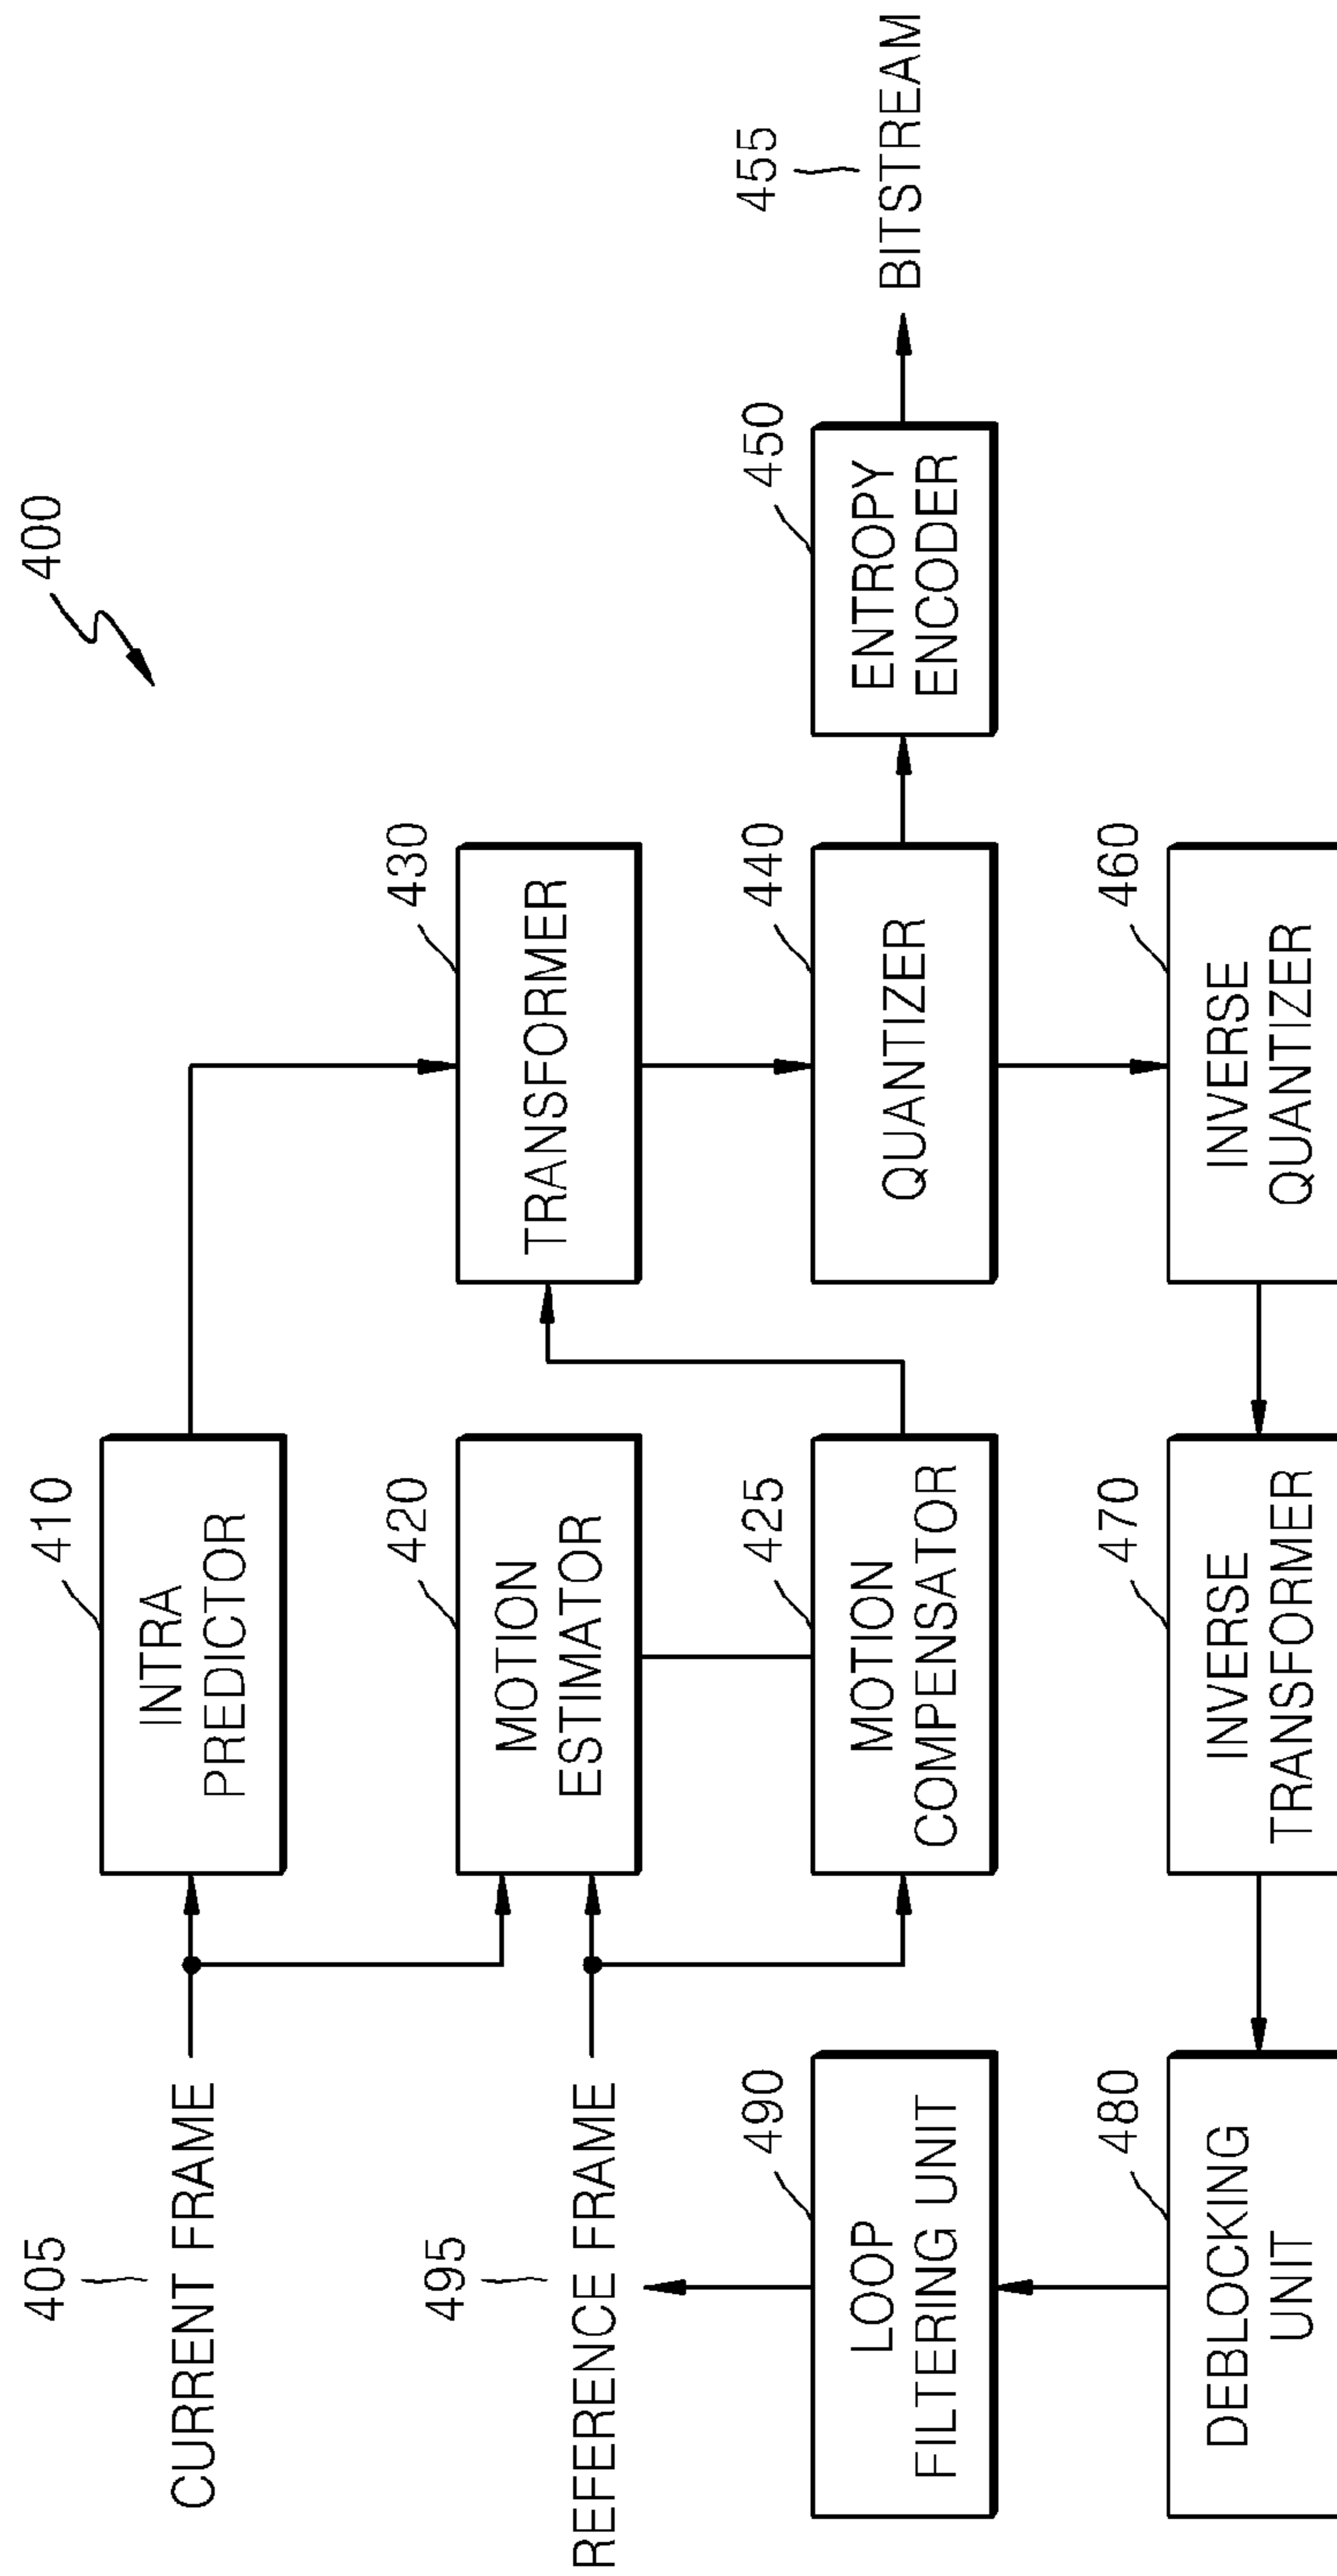 400
405
CURRENT FRAME
410
INTRA
PREDICTOR
495
REFERENCE FRAME
420
MOTION
ESTIMATOR
430
TRANSFORMER
490
LOOP
FILTERING UNIT
425
MOTION
COMPENSATOR
440
QUANTIZER
450
ENTROPY
ENCODER
455
BITSTREAM
480
DEBLOCKING
UNIT
470
INVERSE
TRANSFORMER
460
INVERSE
QUANTIZER